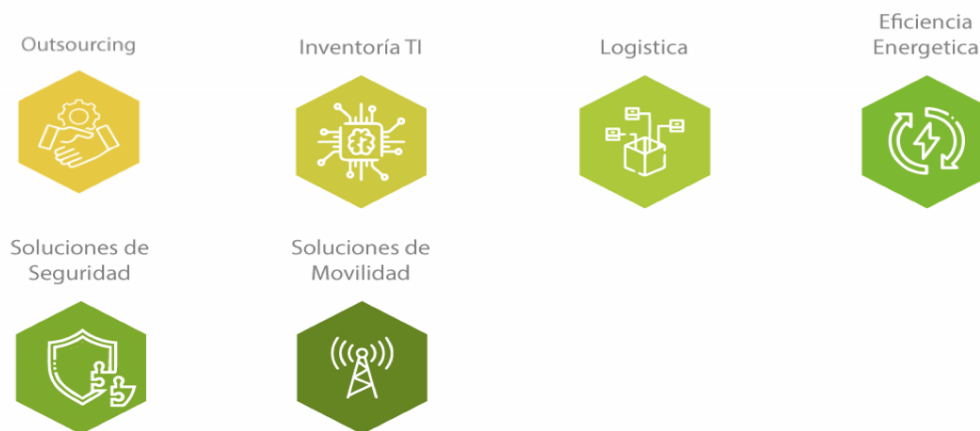 Outsourcing
Inventoría TI
Logistica
Eficiencia
Energetica
Soluciones de
Seguridad
Soluciones de
Movilidad